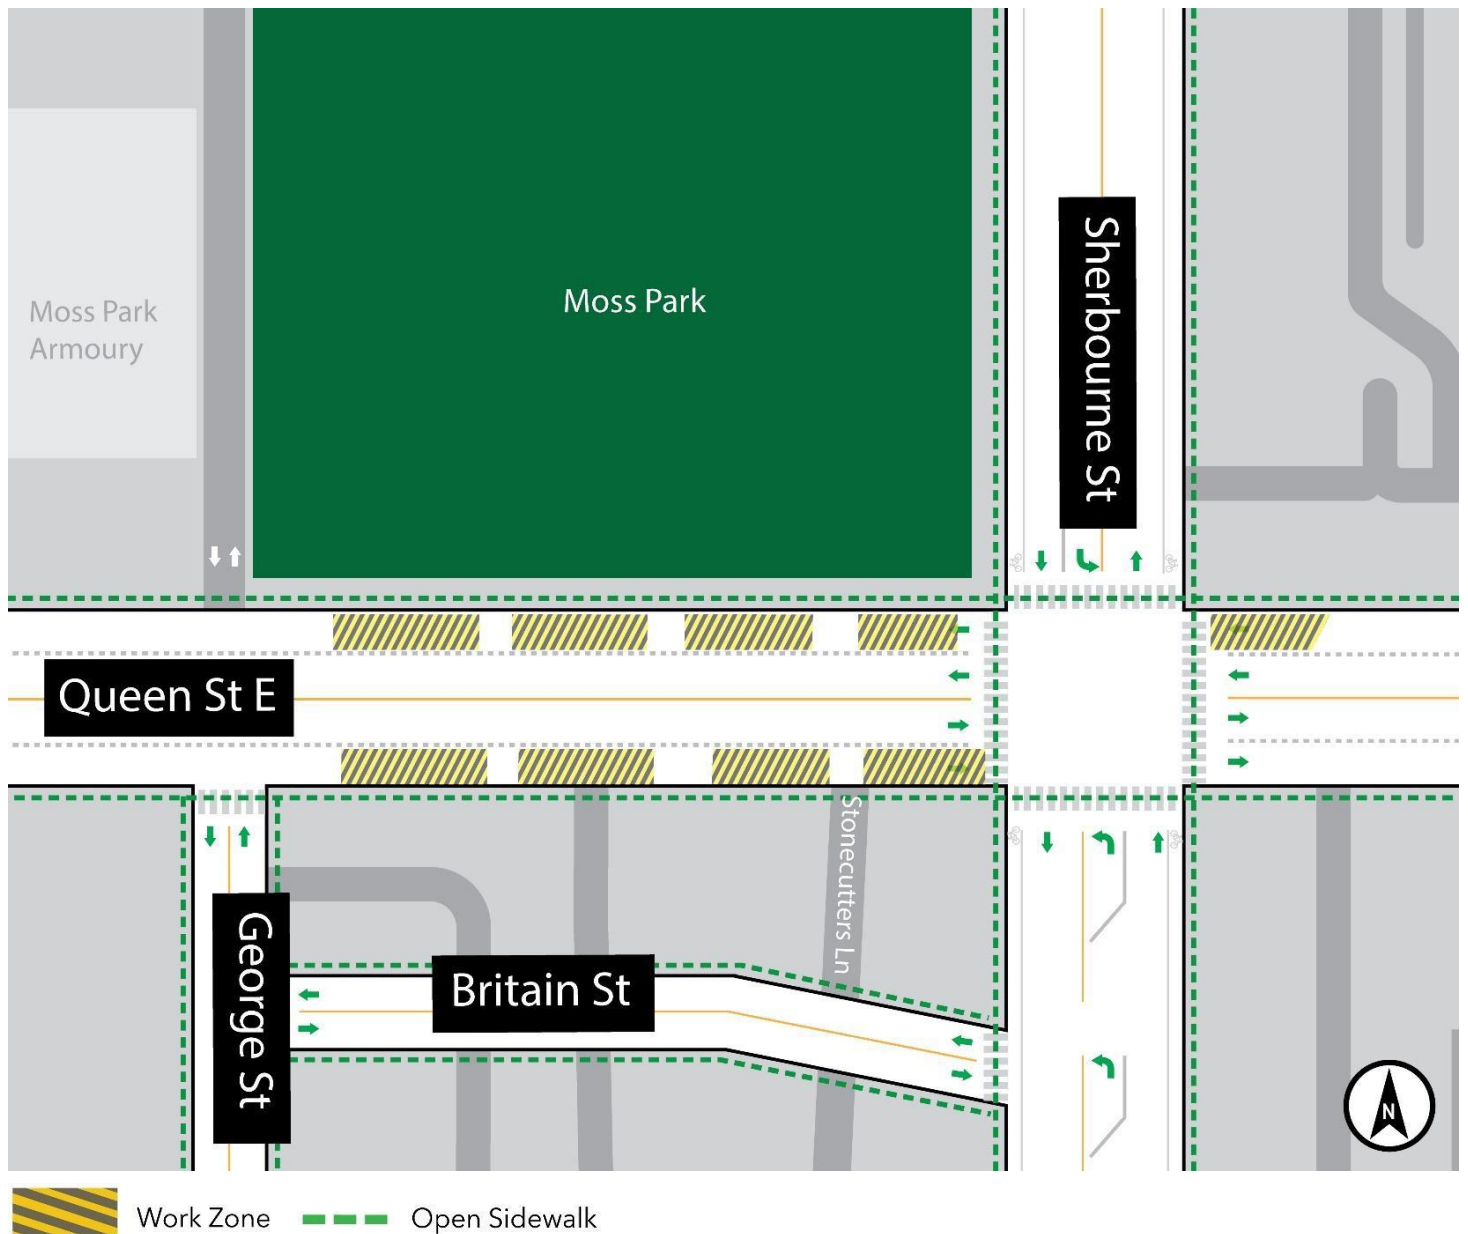 Sherbourne St
Moss Park
Moss Park
Armoury
Queen St E
Stonecutters Ln
George St
Britain St
N
Work Zone
Open Sidewalk